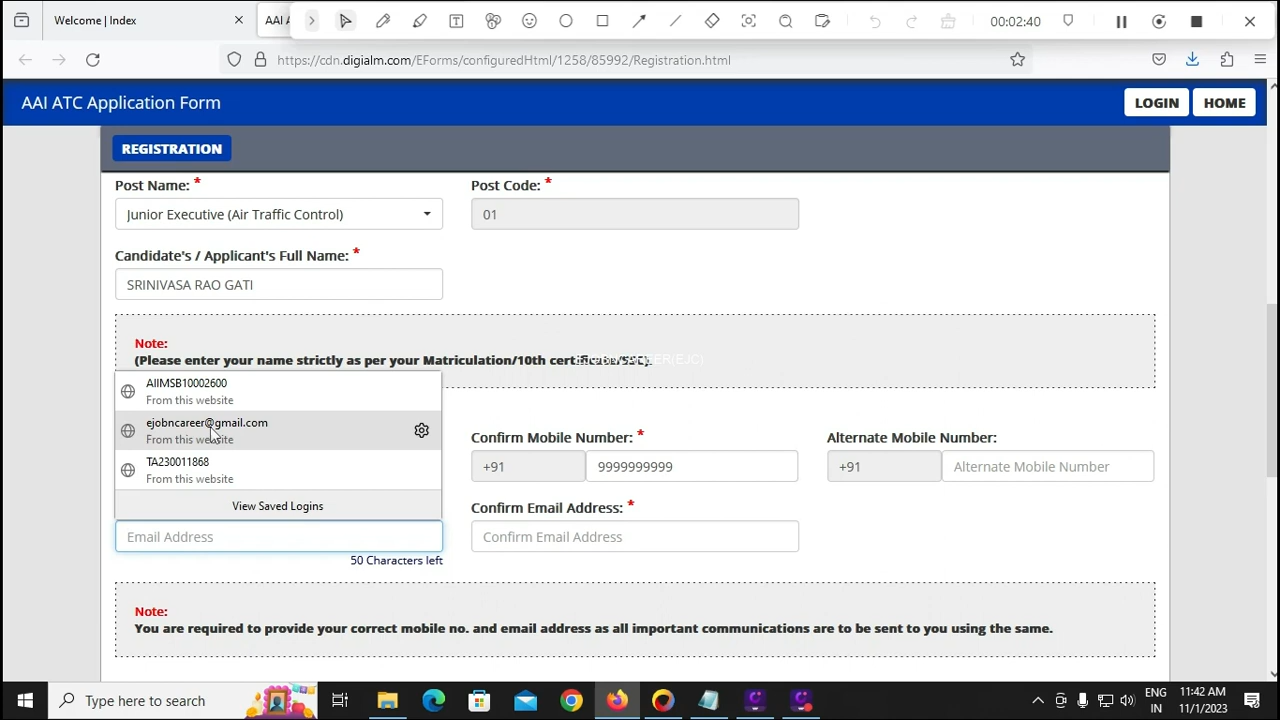 Welcome | Index
AAI A
00:02:40
https://cdn.digialm.com/EForms/configuredHtml/1258/85992/Registration.html
AAI ATC Application Form
LOGIN
HOME
REGISTRATION
Post Name: *
Post Code: *
Junior Executive (Air Traffic Control)
01
Candidate's / Applicant's Full Name: *
SRINIVASA RAO GATI
Note:
(Please enter your name strictly as per your Matriculation/10th certificate
AIIMSB10002600
From this website
ejobncareer@gmail.com
From this website
TA230011868
From this website
View Saved Logins
Confirm Mobile Number: *
Alternate Mobile Number:
+91
9999999999
+91
Alternate Mobile Number
Confirm Email Address: *
Email Address
Confirm Email Address
50 Characters left
Note:
You are required to provide your correct mobile no. and email address as all important communications are to be sent to you using the same.
Type here to search
ENG
IN
11:42 AM
11/1/2023